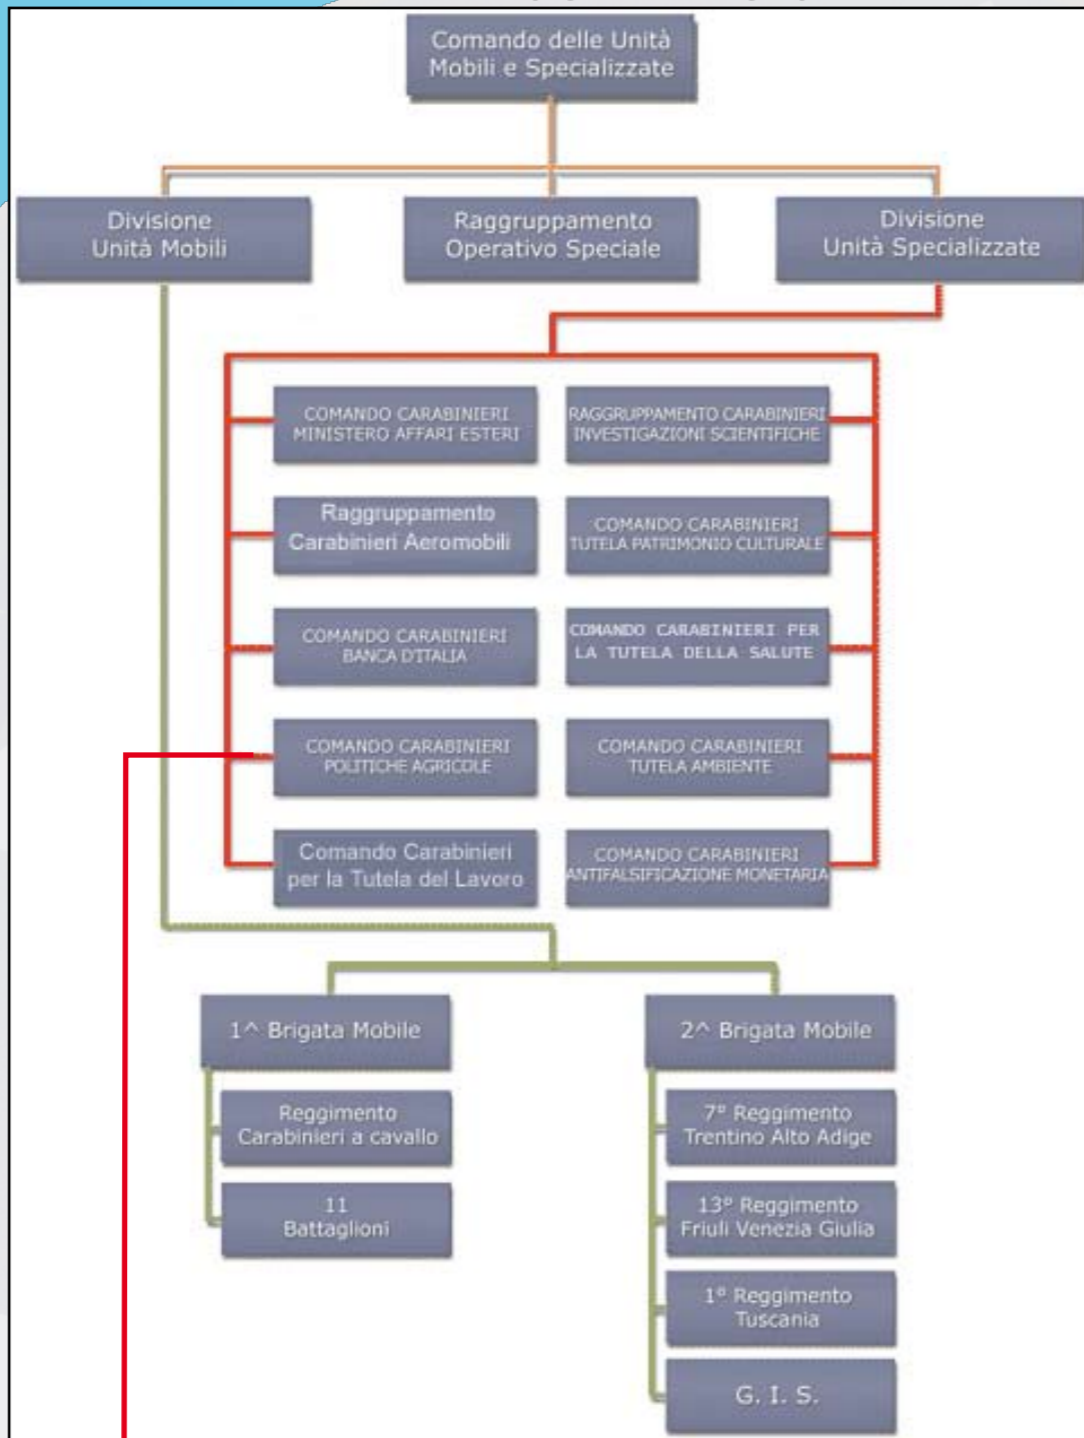 Comando delle Unità
Mobili e Specializzate
Divisione
Unità Mobili
Raggruppamento
Operativo Speciale
Divisione
Unità Specializzate
COMANDO CARABINIERI
MINISTERO AFFARI ESTERI
RAGGRUPPAMENTO CARABINIERI
INVESTIGAZIONI SCIENTIFICHE
Raggruppamento
Carabinieri Aeromobili
COMANDO CARABINIERI
TUTELA PATRIMONIO CULTURALE
COMANDO CARABINIERI
BANCA D'ITALIA
COMANDO CARABINIERI PER
LA TUTELA DELLA SALUTE
COMANDO CARABINIERI
POLITICHE AGRICOLE
COMANDO CARABINIERI
TUTELA AMBIENTE
Comando Carabinieri
per la Tutela del Lavoro
COMANDO CARABINIERI
ANTIFALSIFICAZIONE MONETARIA
1^ Brigata Mobile
2^ Brigata Mobile
Reggimento
Carabinieri a cavallo
11
Battaglioni
7° Reggimento
Trentino Alto Adige
13° Reggimento
Friuli Venezia Giulia
1° Reggimento
Tuscania
G. I. S.